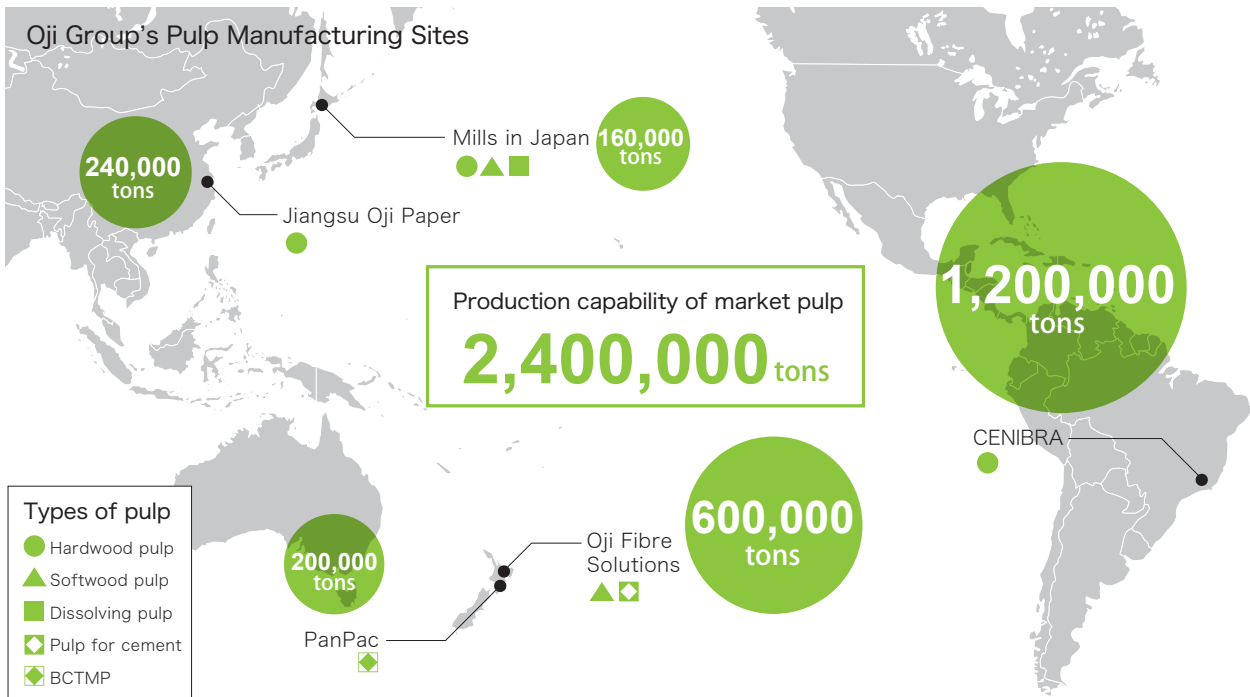 Oji Group's Pulp Manufacturing Sites
240,000
tons
Mills in Japan
160,000
tons
Jiangsu Oji Paper
Production capability of market pulp
2,400,000 tons
1,200,000
tons
CENIBRA
600,000
tons
Oji Fibre
Solutions
200,000
tons
PanPac
Types of pulp
Hardwood pulp
Softwood pulp
Dissolving pulp
Pulp for cement
BCTMP